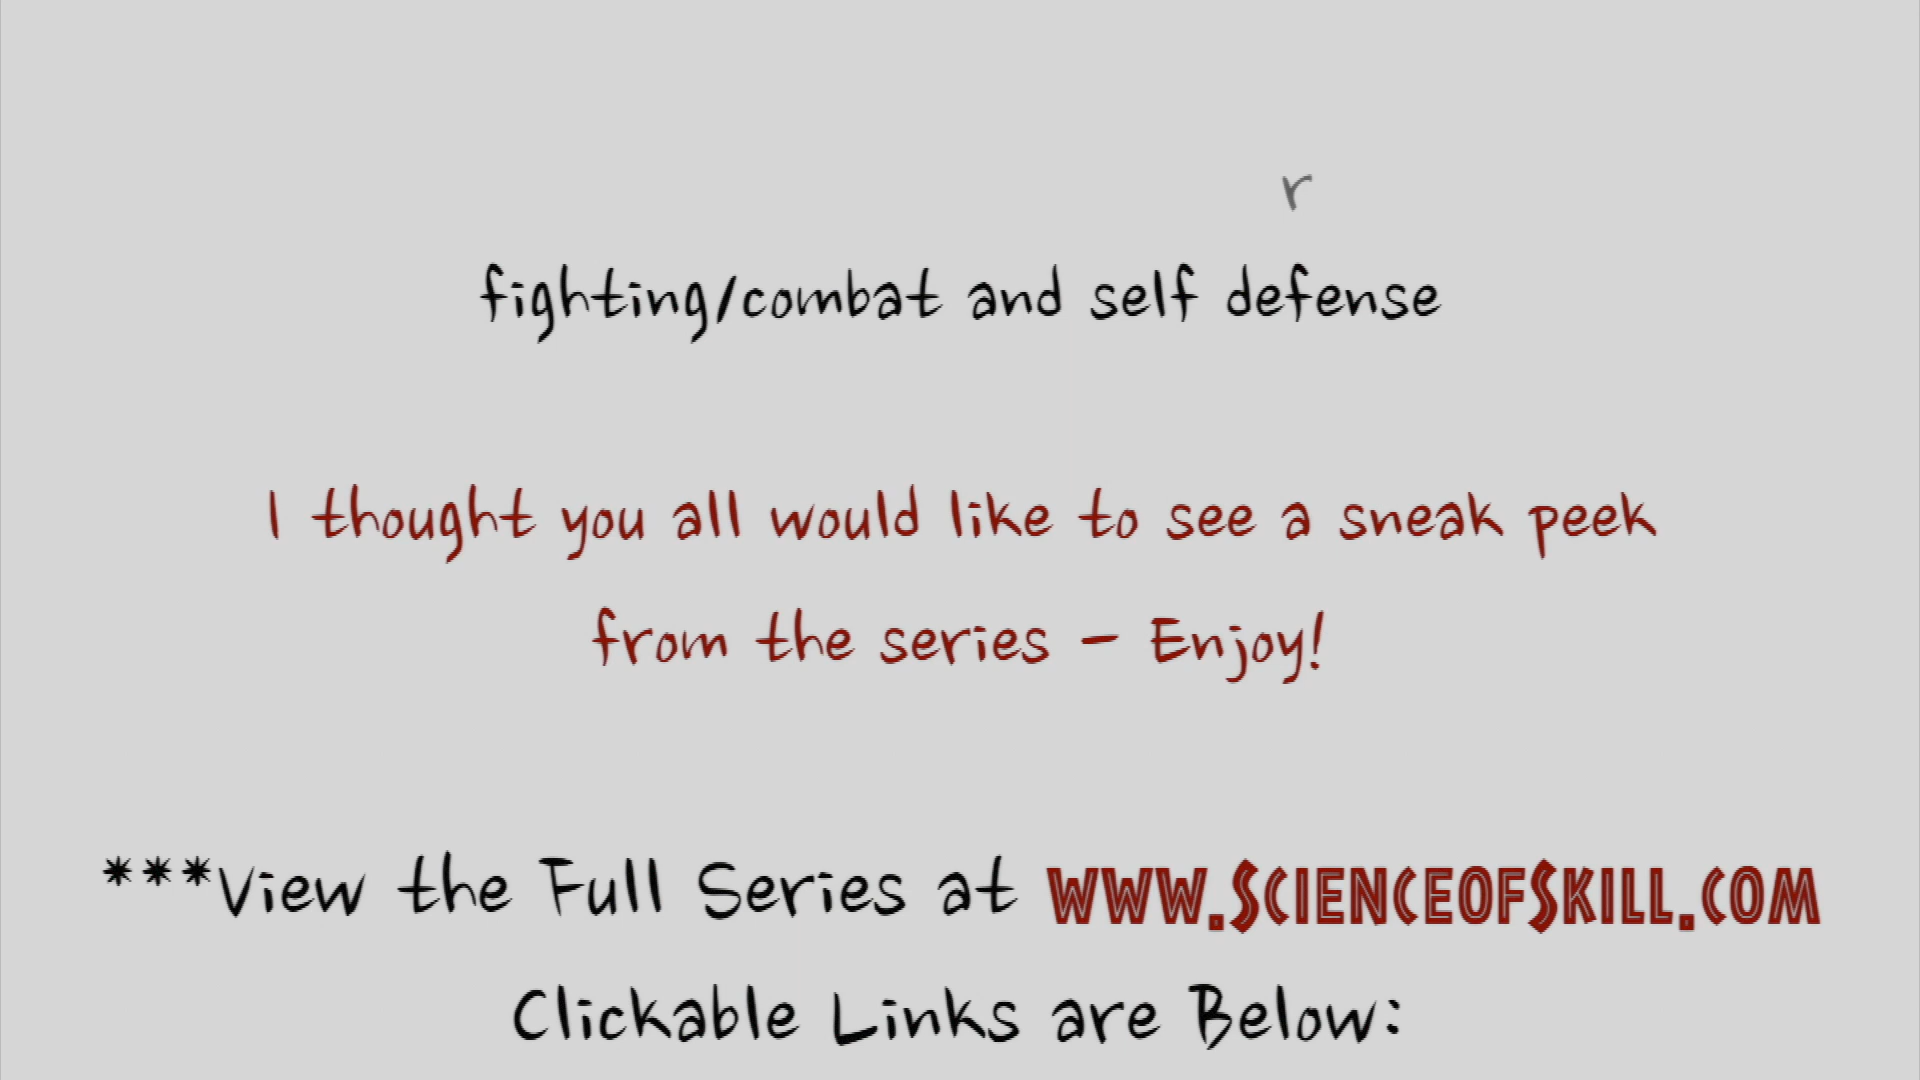 r
fighting/combat and self defense
I thought you all would like to see a sneak peek
from the series - Enjoy!
***View the Full Series at www.ScienceofSkill.com
Clickable Links are Below: